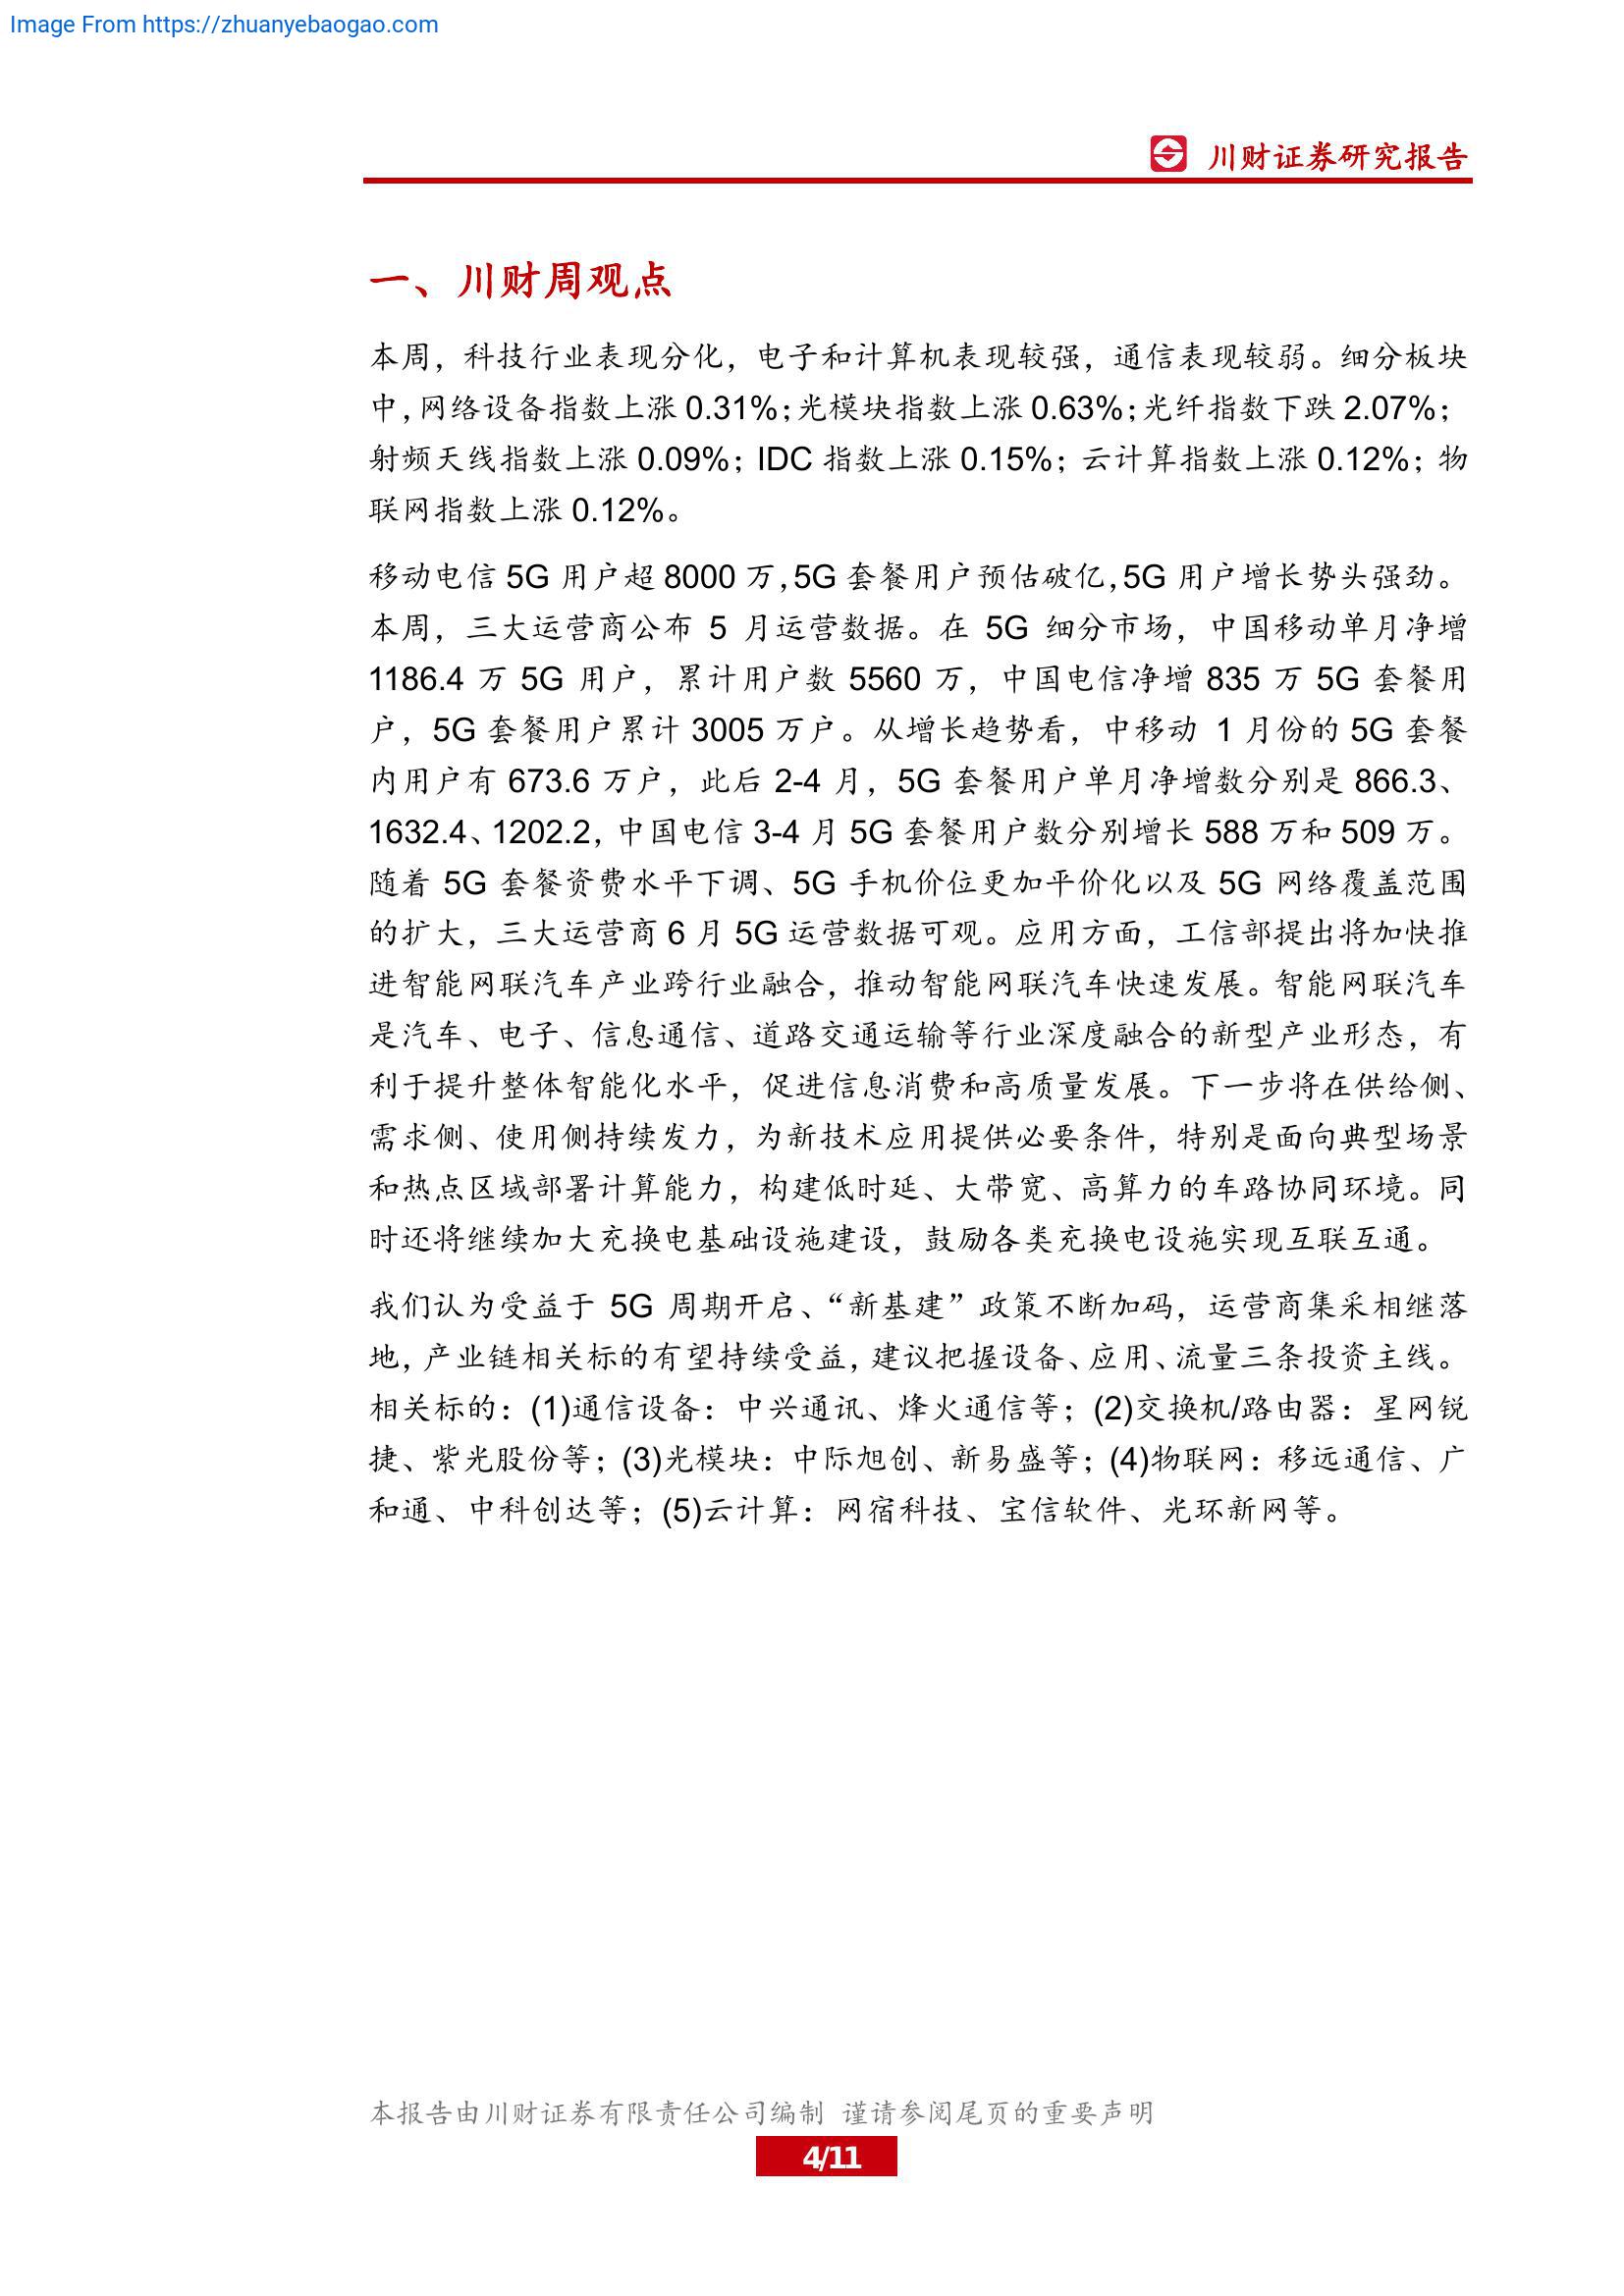 Image From https://zhuanyebaogao.com
川财证券研究报告
一、川财周观点
本周，科技行业表现分化，电子和计算机表现较强，通信表现较弱。细分板块
中，网络设备指数上涨 0.31%；光模块指数上涨 0.63%；光纤指数下跌 2.07%；
射频天线指数上涨 0.09%；IDC 指数上涨 0.15%；云计算指数上涨 0.12%；物
联网指数上涨 0.12%。
移动电信 5G 用户超 8000 万，5G 套餐用户预估破亿，5G 用户增长势头强劲。
本周，三大运营商公布 5 月运营数据。在 5G 细分市场，中国移动单月净增
1186.4 万 5G 用户，累计用户数 5560 万，中国电信净增 835 万 5G 套餐用
户，5G 套餐用户累计 3005 万户。从增长趋势看，中移动 1 月份的 5G 套餐
内用户有 673.6 万户，此后 2-4 月，5G 套餐用户单月净增数分别是 866.3、
1632.4、1202.2，中国电信 3-4 月 5G 套餐用户数分别增长 588 万和 509 万。
随着 5G 套餐资费水平下调、5G 手机价位更加平价化以及 5G 网络覆盖范围
的扩大，三大运营商 6 月 5G 运营数据可观。应用方面，工信部提出将加快推
进智能网联汽车产业跨行业融合，推动智能网联汽车快速发展。智能网联汽车
是汽车、电子、信息通信、道路交通运输等行业深度融合的新型产业形态，有
利于提升整体智能化水平，促进信息消费和高质量发展。下一步将在供给侧、
需求侧、使用侧持续发力，为新技术应用提供必要条件，特别是面向典型场景
和热点区域部署计算能力，构建低时延、大带宽、高算力的车路协同环境。同
时还将继续加大充换电基础设施建设，鼓励各类充换电设施实现互联互通。
我们认为受益于 5G 周期开启、“新基建”政策不断加码，运营商集采相继落
地，产业链相关标的有望持续受益，建议把握设备、应用、流量三条投资主线。
相关标的：(1)通信设备：中兴通讯、烽火通信等；(2)交换机/路由器：星网锐
捷、紫光股份等；(3)光模块：中际旭创、新易盛等；(4)物联网：移远通信、广
和通、中科创达等；(5)云计算：网宿科技、宝信软件、光环新网等。
本报告由川财证券有限责任公司编制 谨请参阅尾页的重要声明
4/11